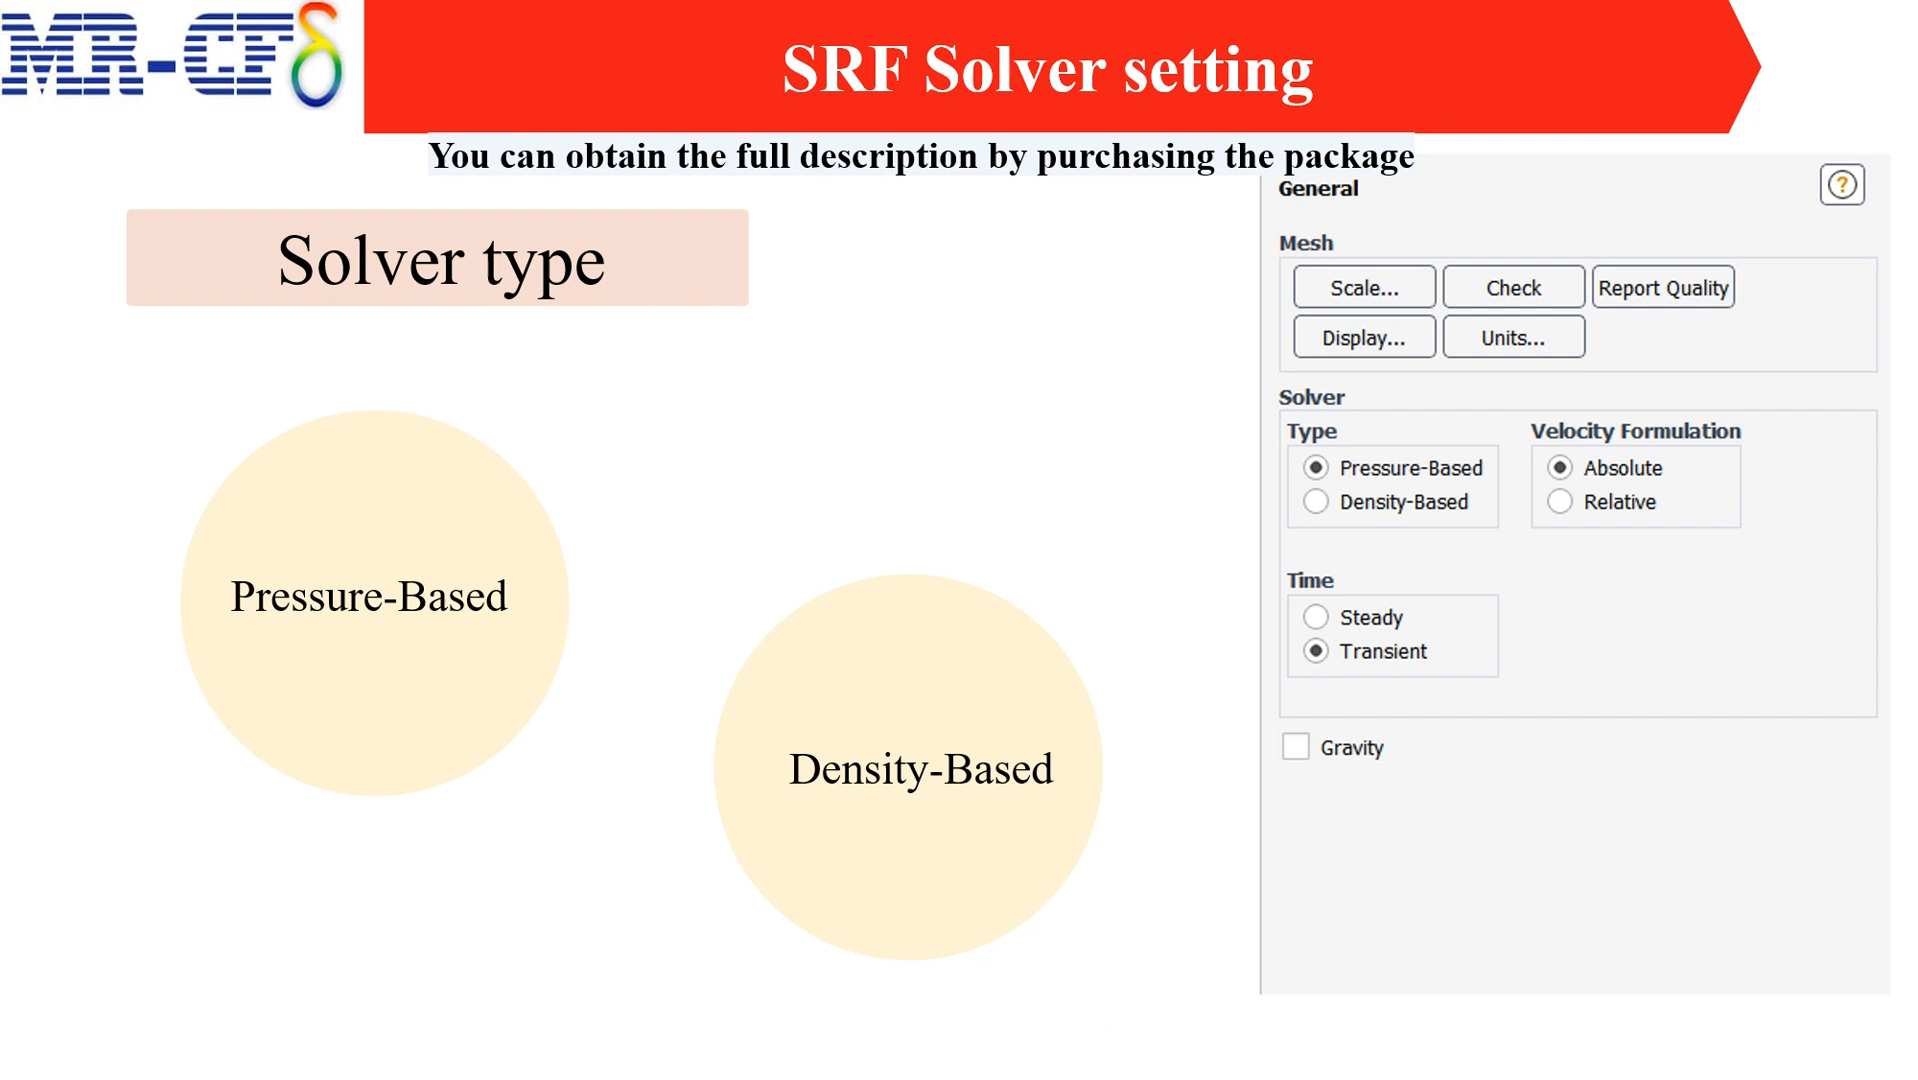 MR-CFδ
SRF Solver setting
You can obtain the full description by purchasing the package
Solver type
Pressure-Based
Density-Based
General
?
Mesh
Scale... Check Report Quality
Display... Units...
Solver
Type Velocity Formulation
Pressure-Based Absolute
Density-Based Relative
Time
Steady
Transient
Gravity